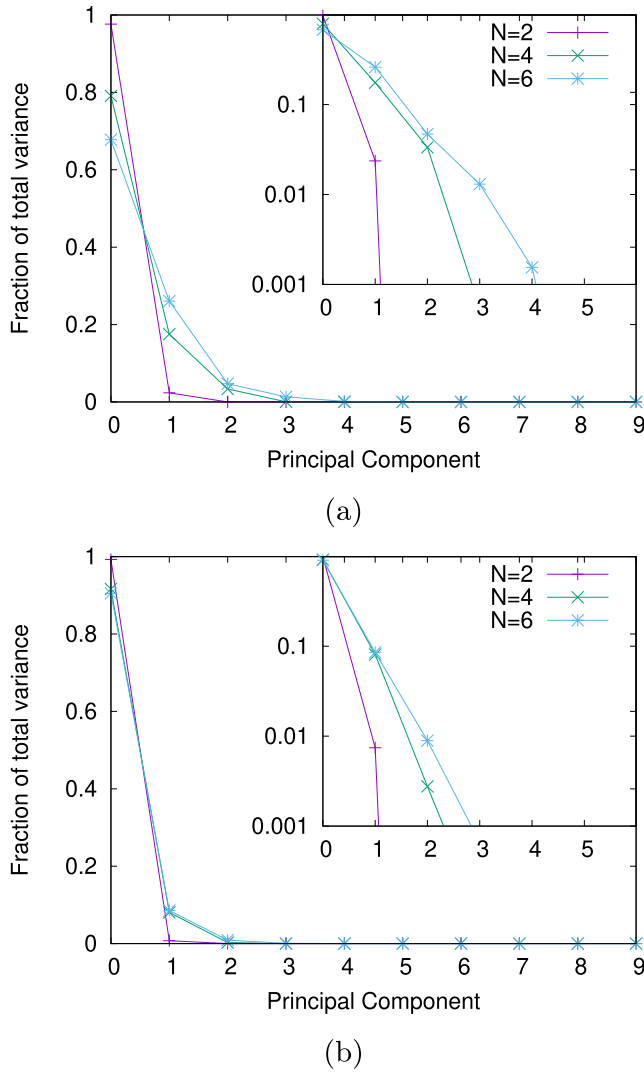 1
0.8
0.6
0.4
0.2
0
Fraction of total variance
0 1 2 3 4 5 6 7 8 9
Principal Component
N=2
N=4
N=6
0.1
0.01
0.001
0 1 2 3 4 5
(a)
1
0.8
0.6
0.4
0.2
0
Fraction of total variance
0 1 2 3 4 5 6 7 8 9
Principal Component
N=2
N=4
N=6
0.1
0.01
0.001
0 1 2 3 4 5
(b)